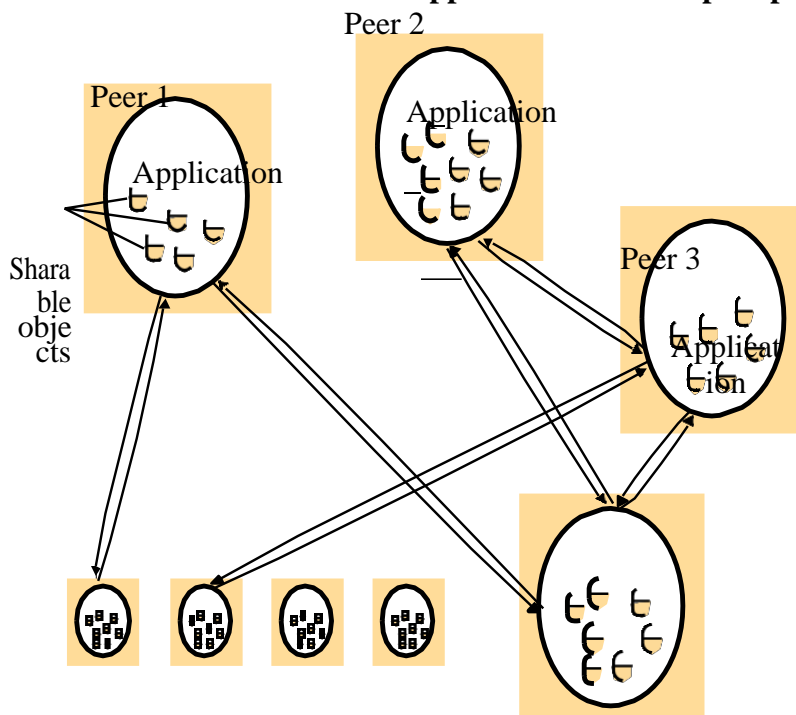 Peer 2
Peer 1
Application
Application
Peer 3
Shara
ble
obje
cts
Applicat
ion